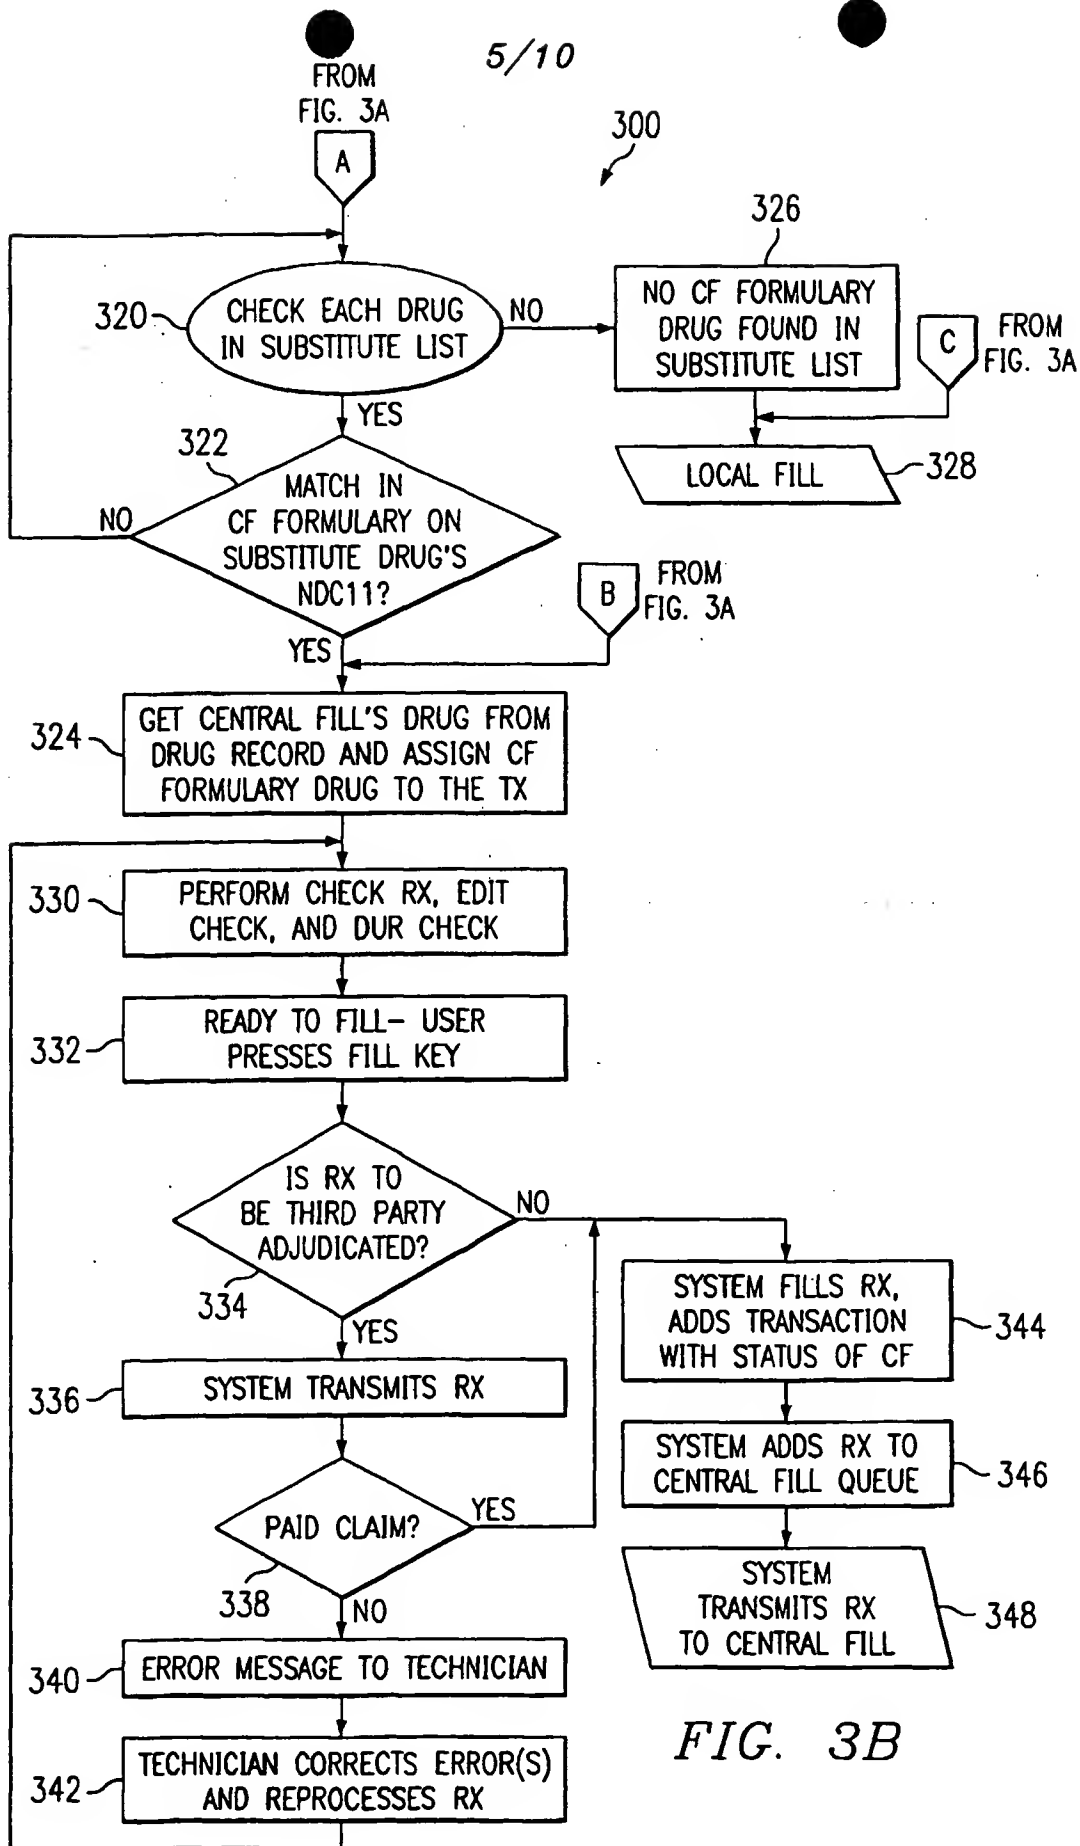 5/10
FROM
FIG. 3A
A
300
326
320
CHECK EACH DRUG
IN SUBSTITUTE LIST
NO
NO CF FORMULARY
DRUG FOUND IN
SUBSTITUTE LIST
C
FROM
FIG. 3A
YES
322
LOCAL FILL
328
MATCH IN
CF FORMULARY ON
SUBSTITUTE DRUG'S
NDC11?
NO
B
FROM
FIG. 3A
YES
324
GET CENTRAL FILL'S DRUG FROM
DRUG RECORD AND ASSIGN CF
FORMULARY DRUG TO THE TX
330
PERFORM CHECK RX, EDIT
CHECK, AND DUR CHECK
332
READY TO FILL- USER
PRESSES FILL KEY
IS RX TO
BE THIRD PARTY
ADJUDICATED?
NO
334
YES
SYSTEM FILLS RX,
ADDS TRANSACTION
WITH STATUS OF CF
344
336
SYSTEM TRANSMITS RX
SYSTEM ADDS RX TO
CENTRAL FILL QUEUE
346
PAID CLAIM?
YES
338
NO
SYSTEM
TRANSMITS RX
TO CENTRAL FILL
348
340
ERROR MESSAGE TO TECHNICIAN
342
TECHNICIAN CORRECTS ERROR(S)
AND REPROCESSES RX
FIG. 3B